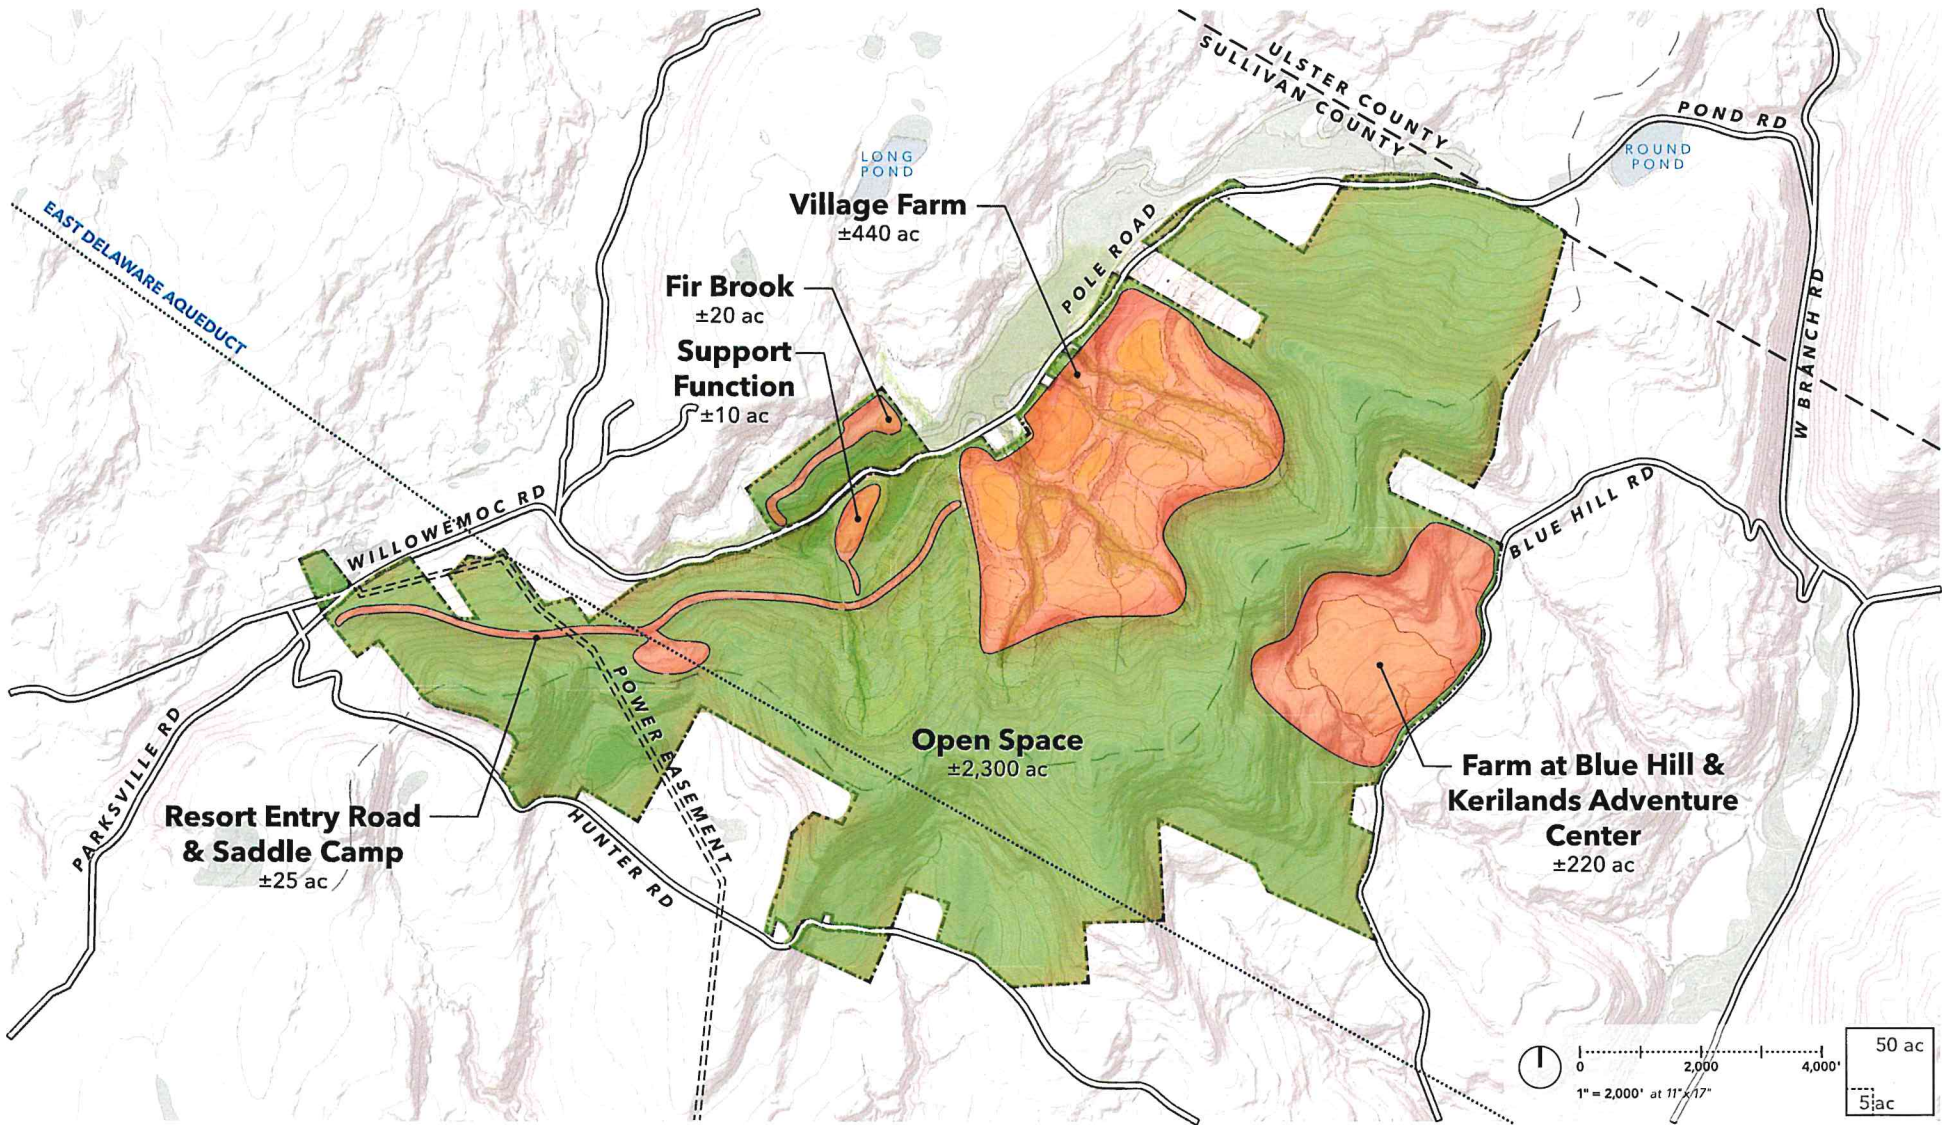 ULSTER COUNTY
SULLIVAN COUNTY
POND RD
LONG
POND
ROUND
POND
Village Farm
±440 ac
EAST DELAWARE AQUEDUCT
POLE ROAD
Fir Brook
±20 ac
W BRANCH RD
Support
Function
±10 ac
WILLOWEMOC RD
BLUE HILL RD
POWER EASEMENT
PARKSVILLE RD
Open Space
±2,300 ac
Farm at Blue Hill &
Kerilands Adventure
Center
±220 ac
Resort Entry Road
& Saddle Camp
±25 ac
HUNTER RD
0 2,000 4,000'
1" = 2,000' at 11"x17"
50 ac
5 ac